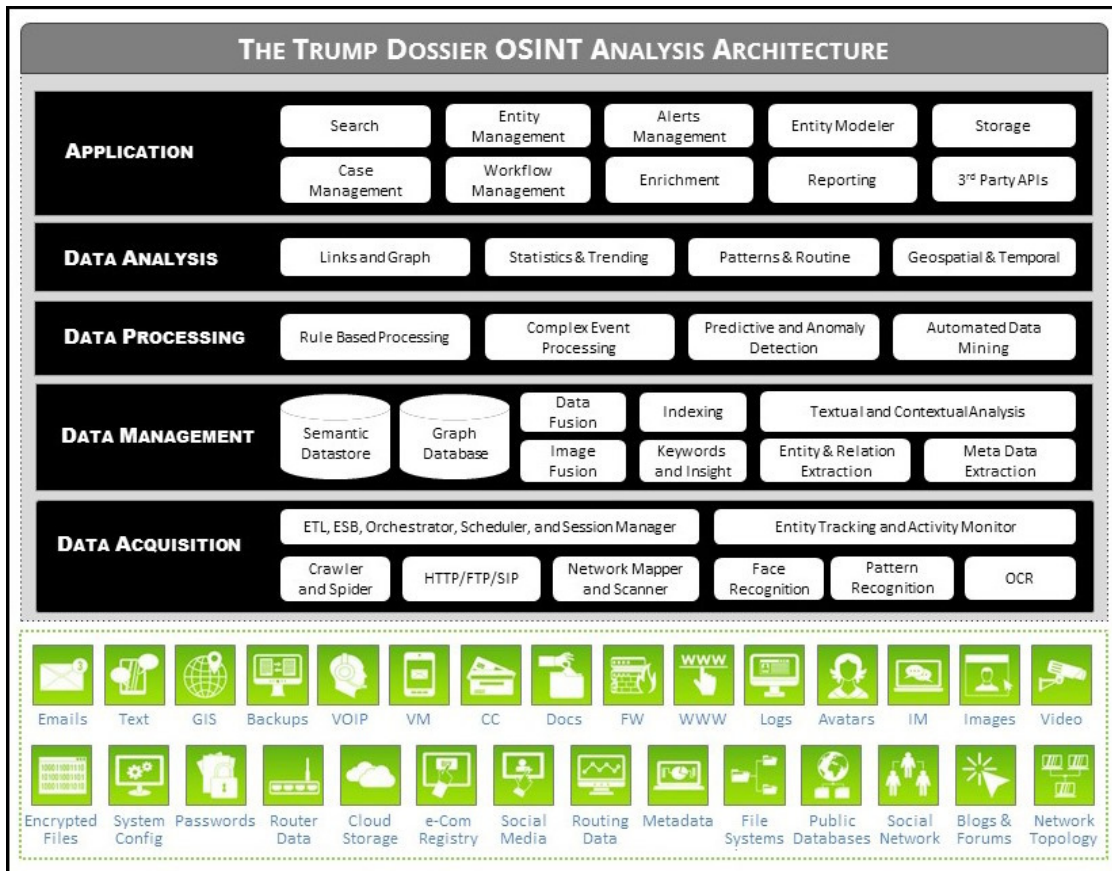 THE TRUMP DOSSIER OSINT ANALYSIS ARCHITECTURE
APPLICATION
Search
Entity
Management
Alerts
Management
Entity Modeler
Storage
Case
Management
Workflow
Management
Enrichment
Reporting
3rd Party APIs
DATA ANALYSIS
Links and Graph
Statistics & Trending
Patterns & Routine
Geospatial & Temporal
DATA PROCESSING
Rule Based Processing
Complex Event
Processing
Predictive and Anomaly
Detection
Automated Data
Mining
DATA MANAGEMENT
Semantic
Datastore
Graph
Database
Data
Fusion
Indexing
Textual and Contextual Analysis
Image
Fusion
Keywords
and Insight
Entity & Relation
Extraction
Meta Data
Extraction
DATA ACQUISITION
ETL, ESB, Orchestrator, Scheduler, and Session Manager
Entity Tracking and Activity Monitor
Crawler
and Spider
HTTP/FTP/SIP
Network Mapper
and Scanner
Face
Recognition
Pattern
Recognition
OCR
3
WWW
Emails
Text
GIS
Backups
VOIP
VM
CC
Docs
FW
WWW
Logs
Avatars
IM
Images
Video
Encrypted
Files
System
Config
Passwords
Router
Data
Cloud
Storage
e-Com
Registry
Social
Media
Routing
Data
Metadata
File
Systems
Public
Databases
Social
Network
Blogs &
Forums
Network
Topology